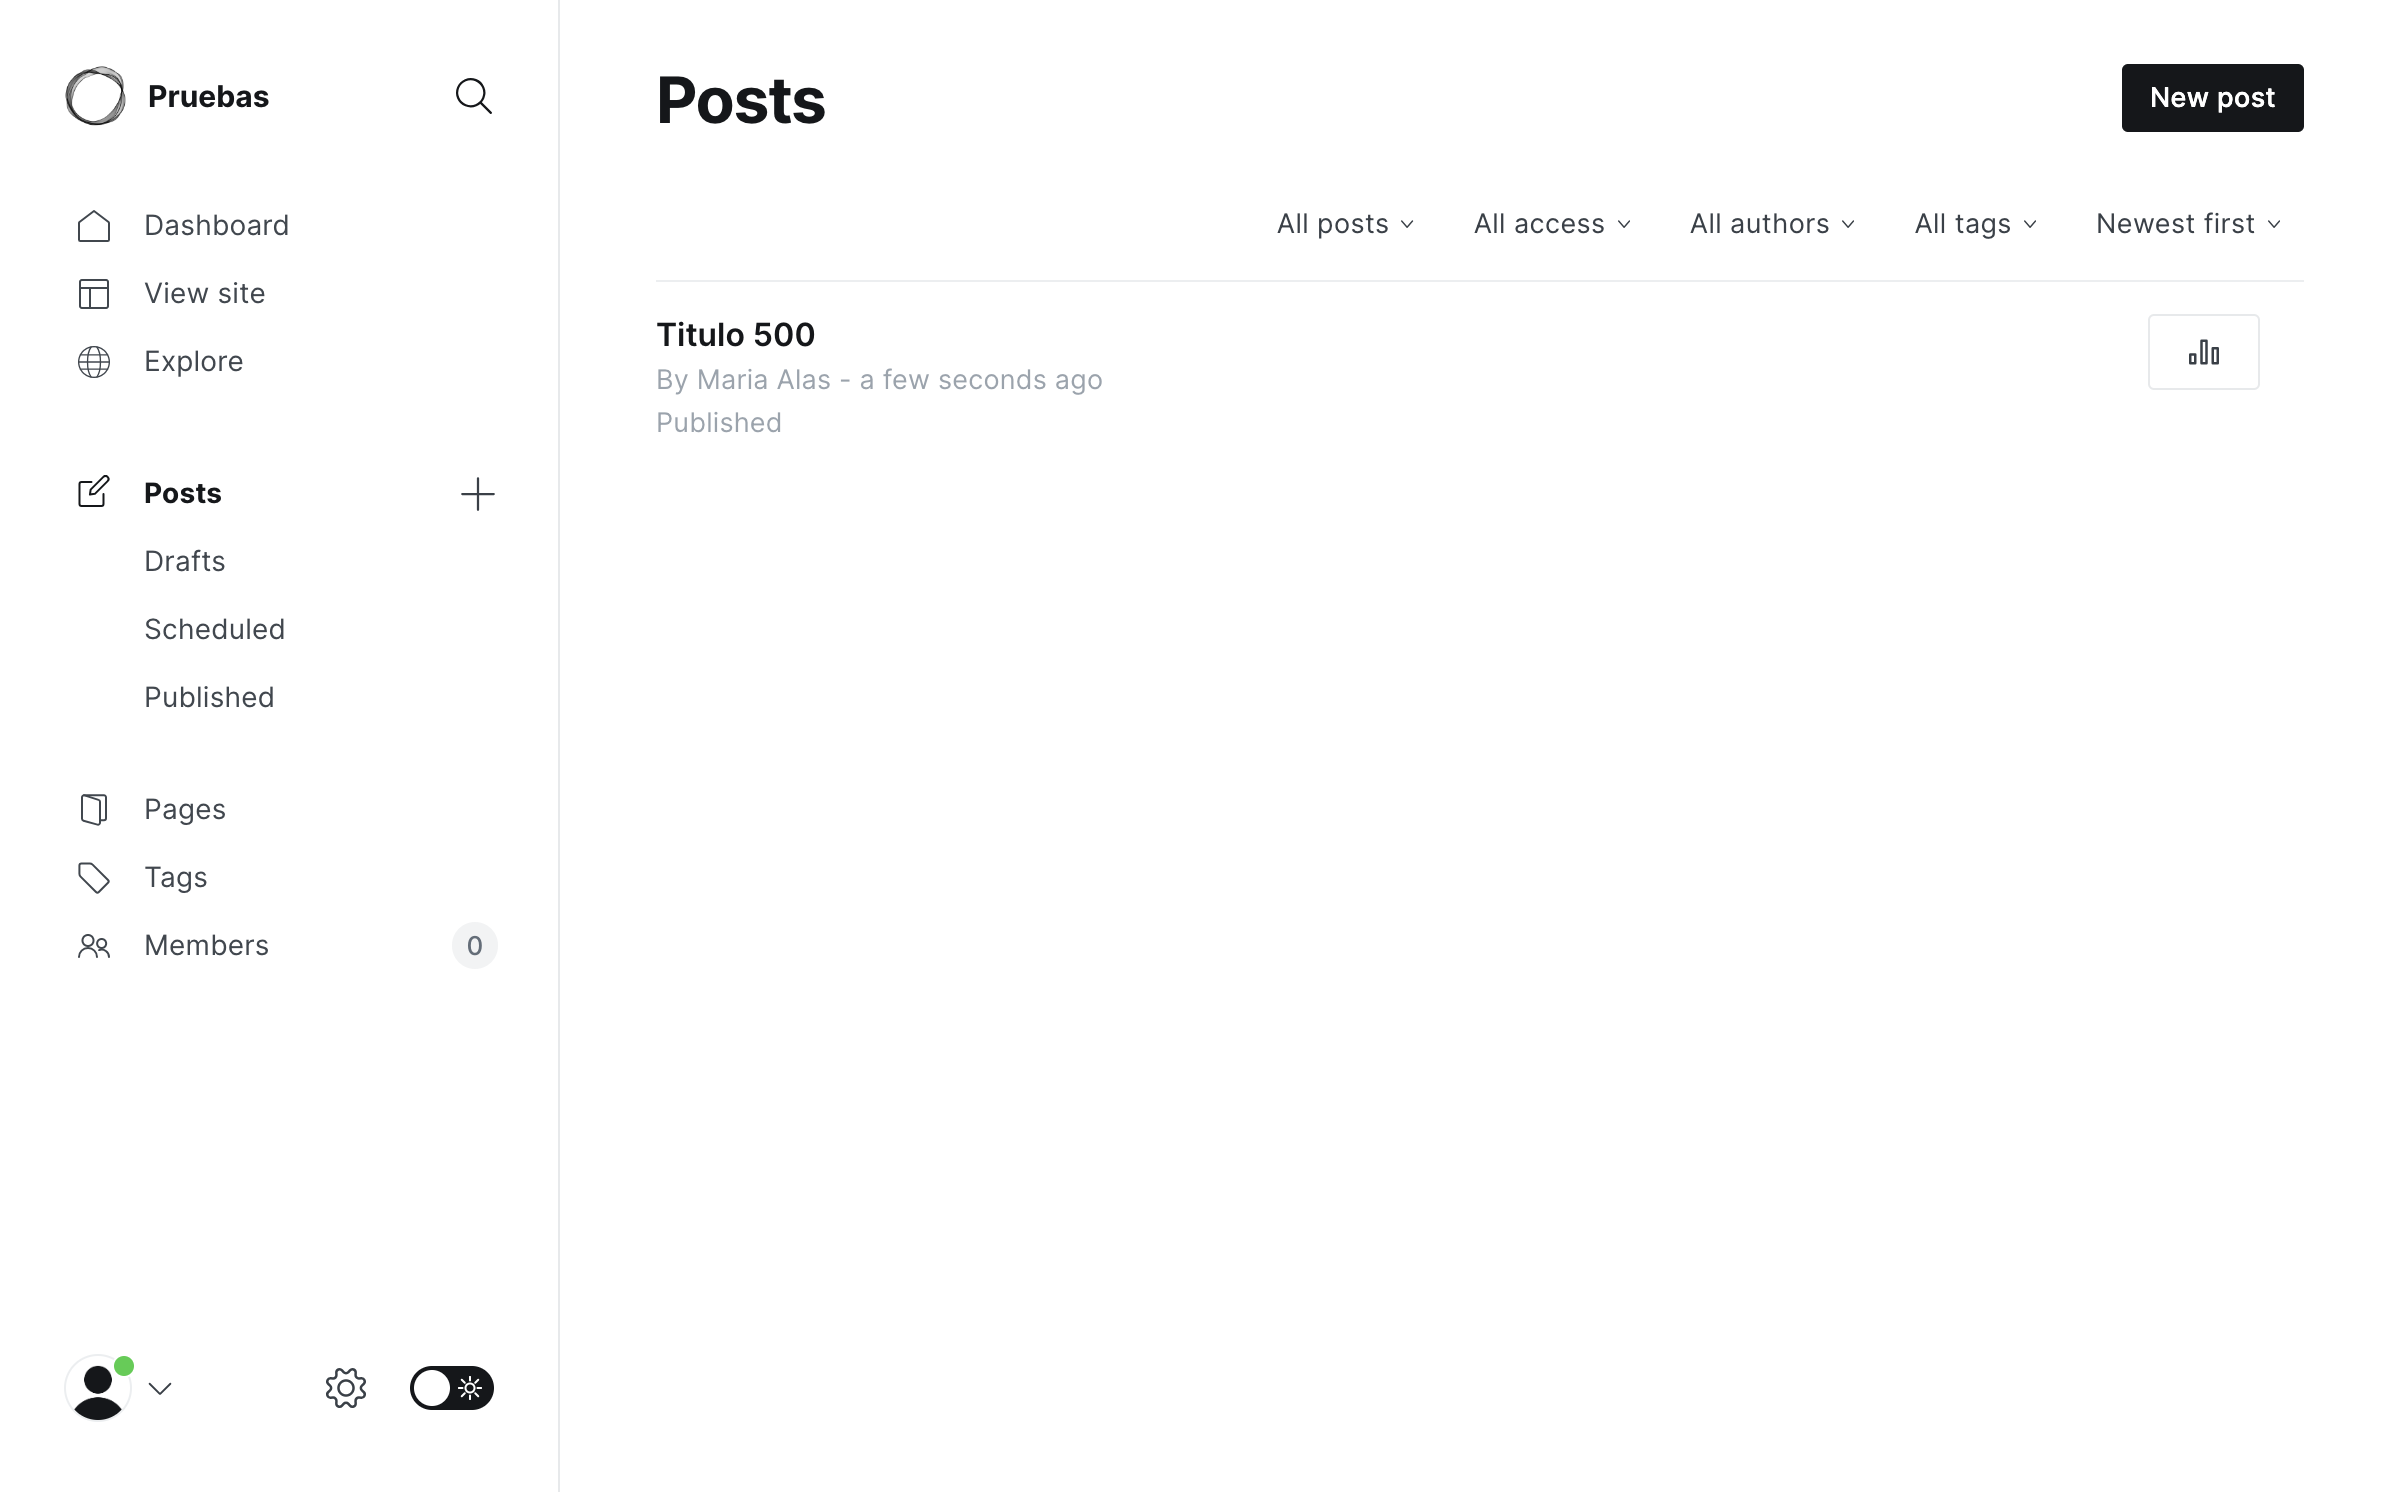 Pruebas
Dashboard
View site
Explore
Posts
Drafts
Scheduled
Published
Pages
Tags
Members 0
Posts
New post
All posts All access All authors All tags Newest first
Titulo 500
By Maria Alas - a few seconds ago
Published